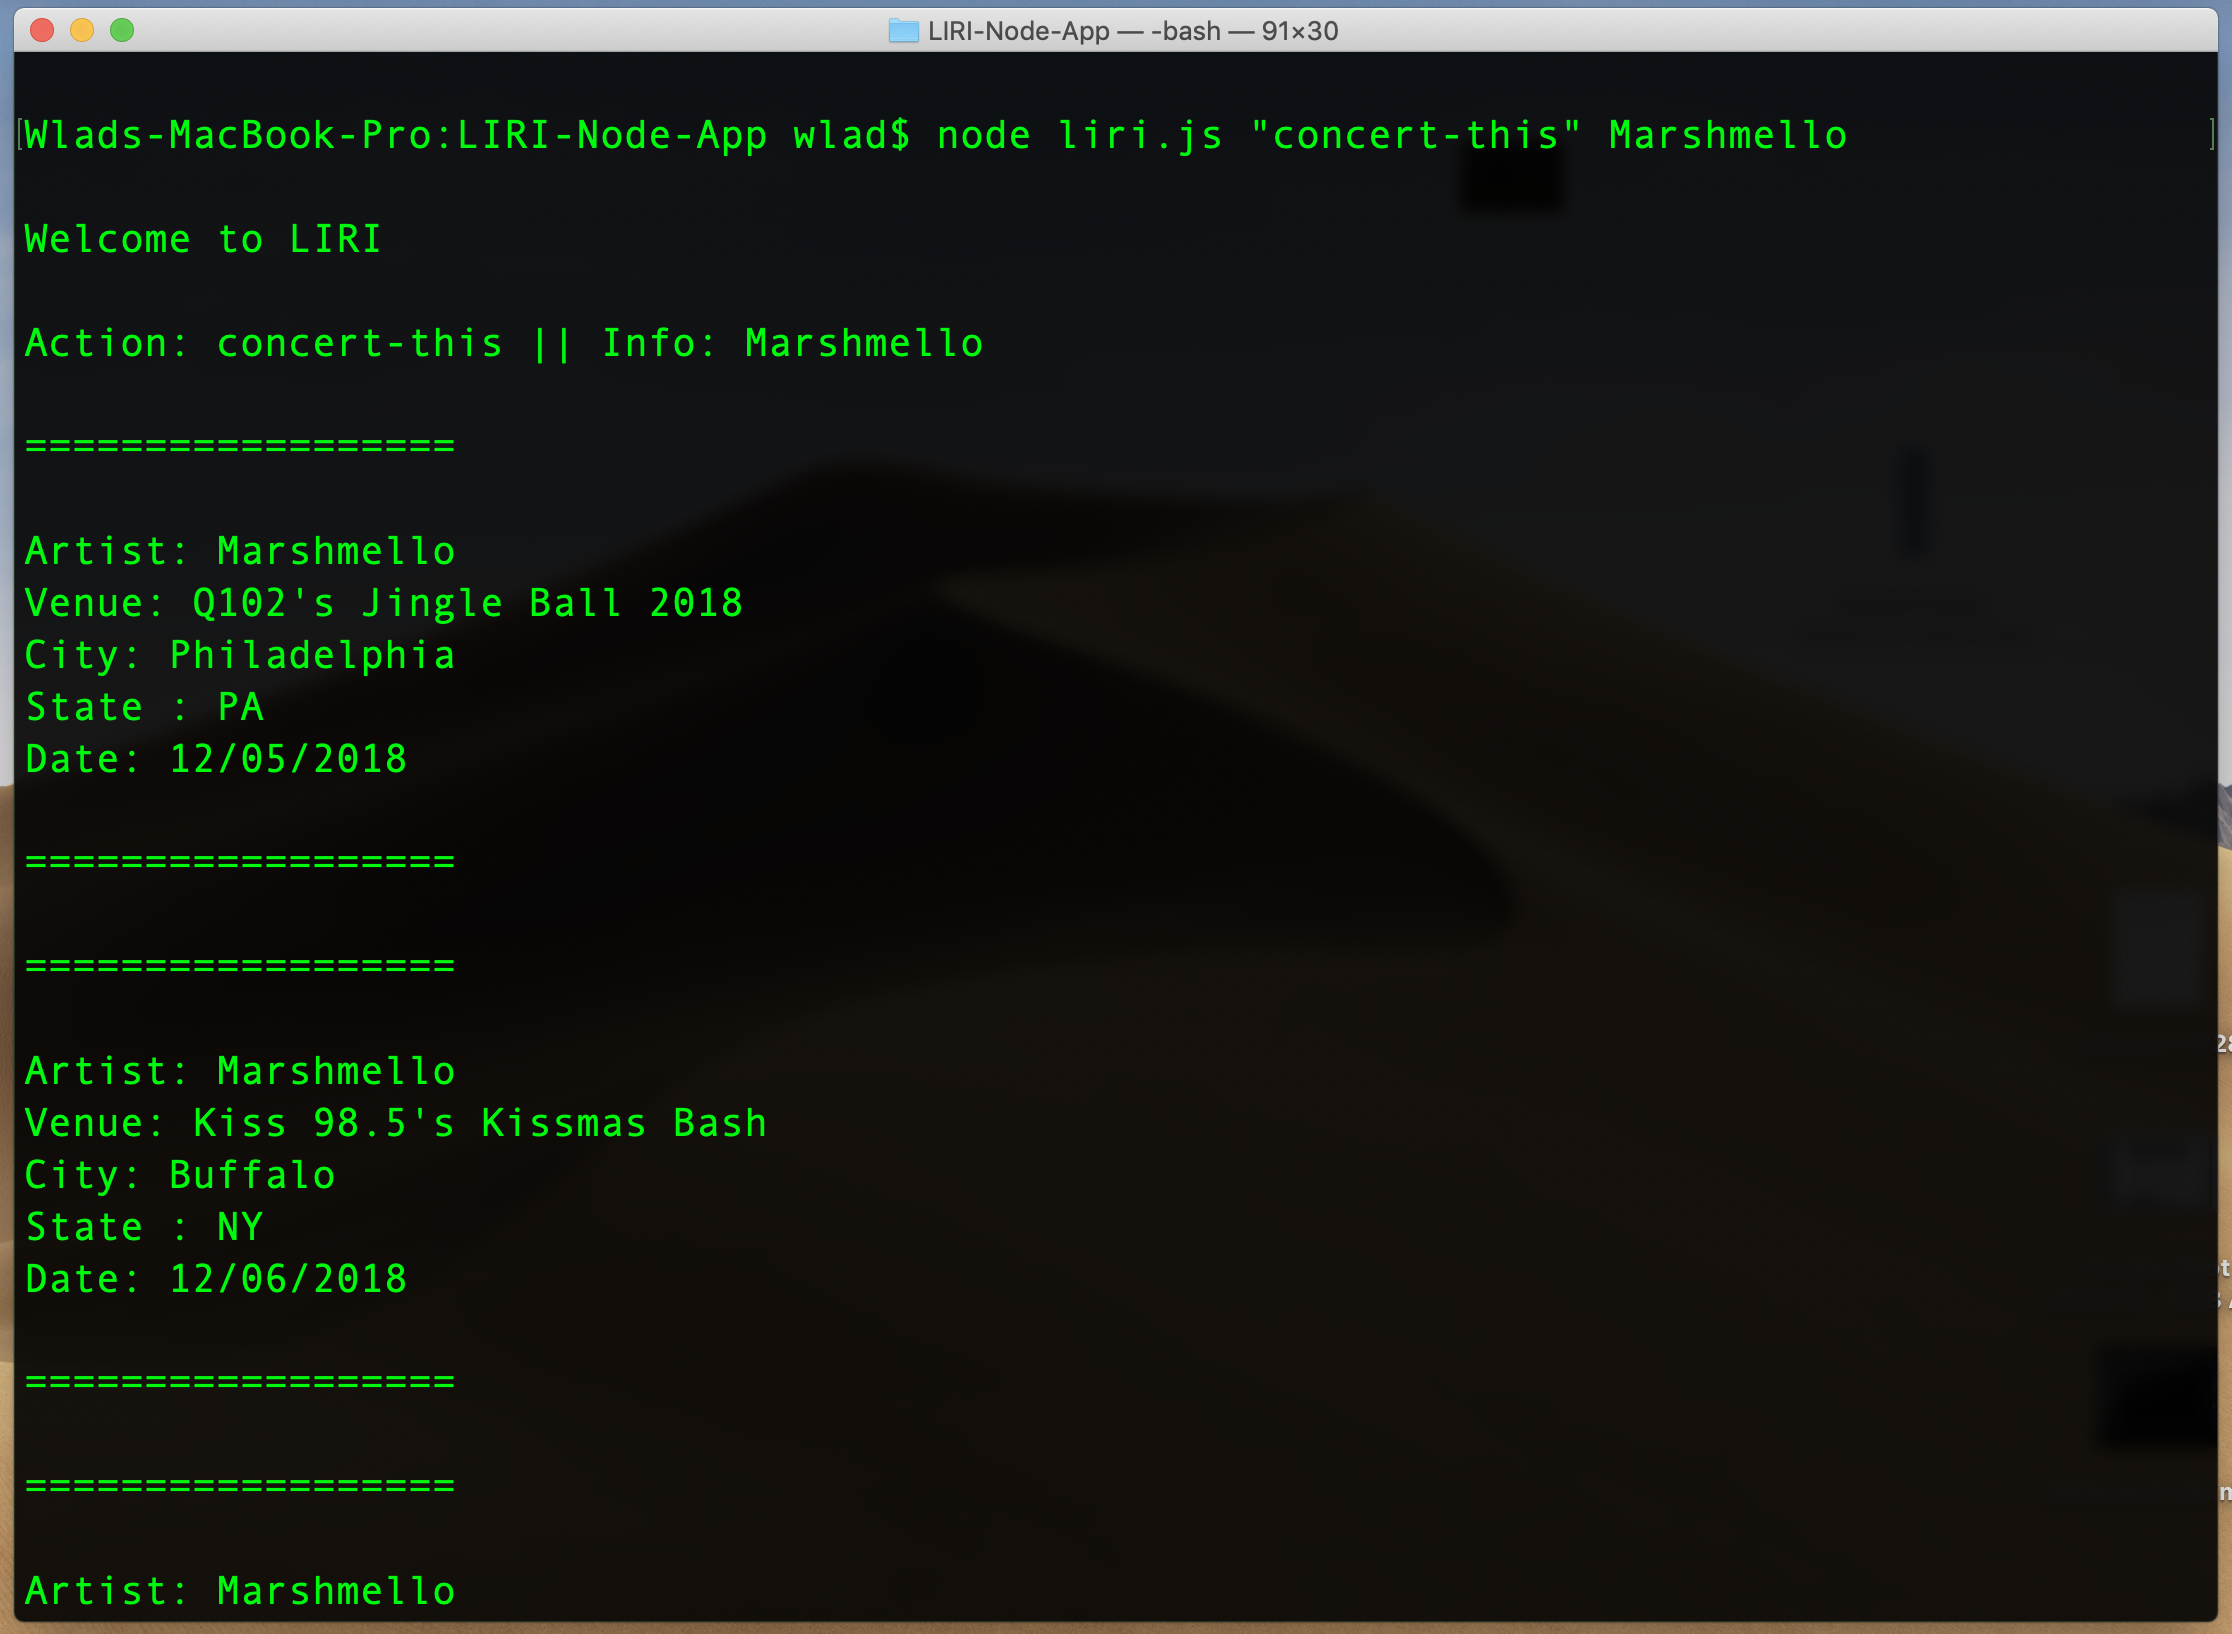 LIRI-Node-App — -bash — 91×30
[Wlads-MacBook-Pro:LIRI-Node-App wlad$ node liri.js "concert-this" Marshmello ]
Welcome to LIRI
Action: concert-this || Info: Marshmello
==================
Artist: Marshmello
Venue: Q102's Jingle Ball 2018
City: Philadelphia
State : PA
Date: 12/05/2018
==================
==================
Artist: Marshmello
Venue: Kiss 98.5's Kissmas Bash
City: Buffalo
State : NY
Date: 12/06/2018
==================
==================
Artist: Marshmello